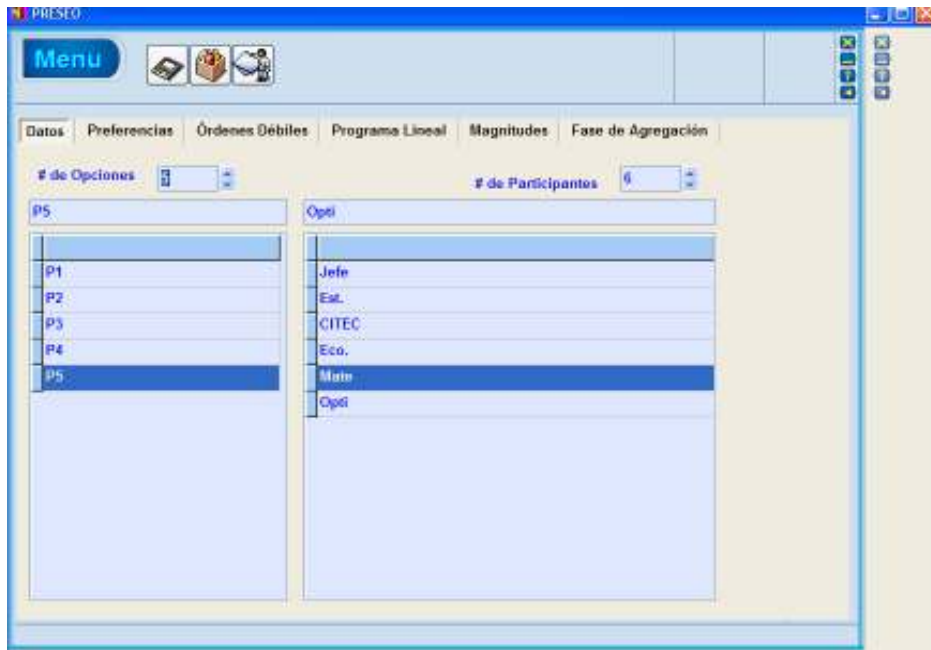 PRESEO
Menu
Datos Preferencias Órdenes Débiles Programa Lineal Magnitudes Fase de Agregación
# de Opciones 5 # de Participantes 6
P5 Opti
P1 Jefe
P2 Est.
P3 CITEC
P4 Eco.
P5 Mate
Opti